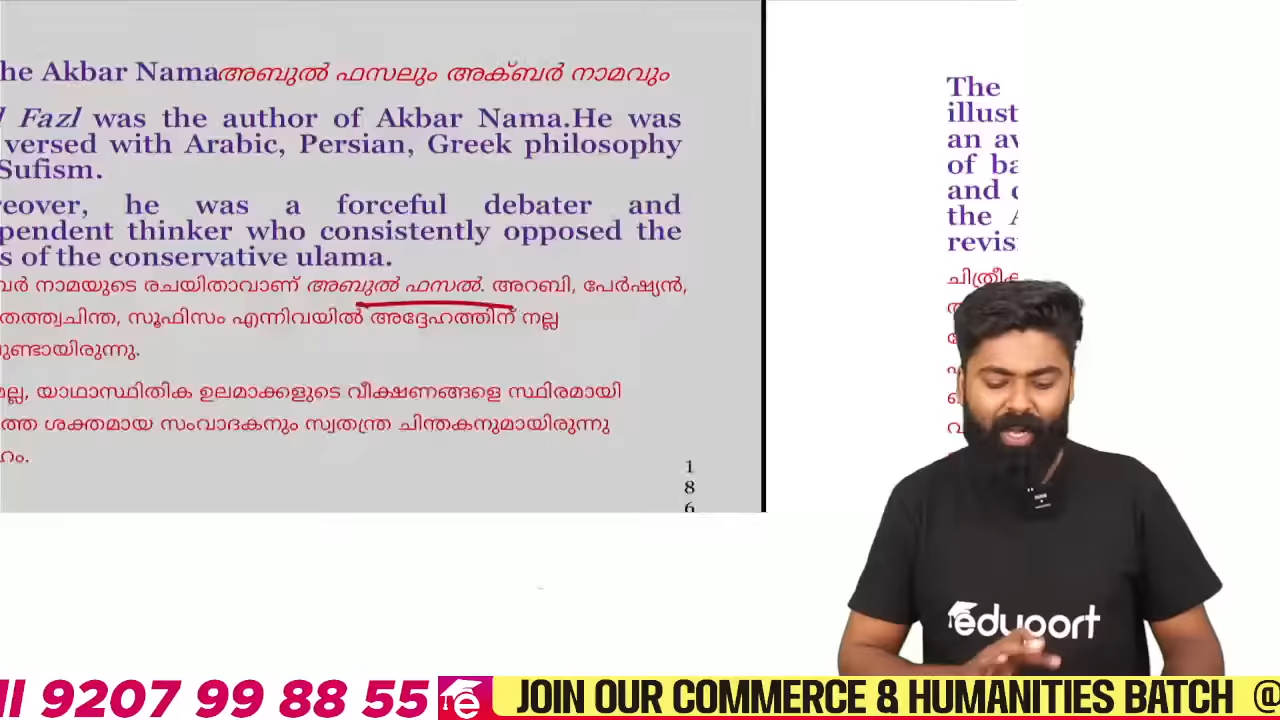 he Akbar Namaഅബുൽ ഫസലും അക്ബർ നാമവും
Fazl was the author of Akbar Nama.He was
versed with Arabic, Persian, Greek philosophy
Sufism.
reover, he was a forceful debater and
pendent thinker who consistently opposed the
s of the conservative ulama.
ബർ നാമയുടെ രചയിതാവാണ് അബുൽ ഫസൽ. അറബി, പേർഷ്യൻ,
തത്ത്വചിന്ത, സൂഫിസം എന്നിവയിൽ അദ്ദേഹത്തിന് നല്ല
ുണ്ടായിരുന്നു.
മല്ല, യാഥാസ്ഥിതിക ഉലമാക്കളുടെ വീക്ഷണങ്ങളെ സ്ഥിരമായി
ത്ത ശക്തമായ സംവാദകനും സ്വതന്ത്ര ചിന്തകനുമായിരുന്നു
ഹം.
1
8
6
The
illust
an av
of ba
and c
the A
revis
ചിത്രീക
eduport
ll 9207 99 88 55 JOIN OUR COMMERCE & HUMANITIES BATCH @